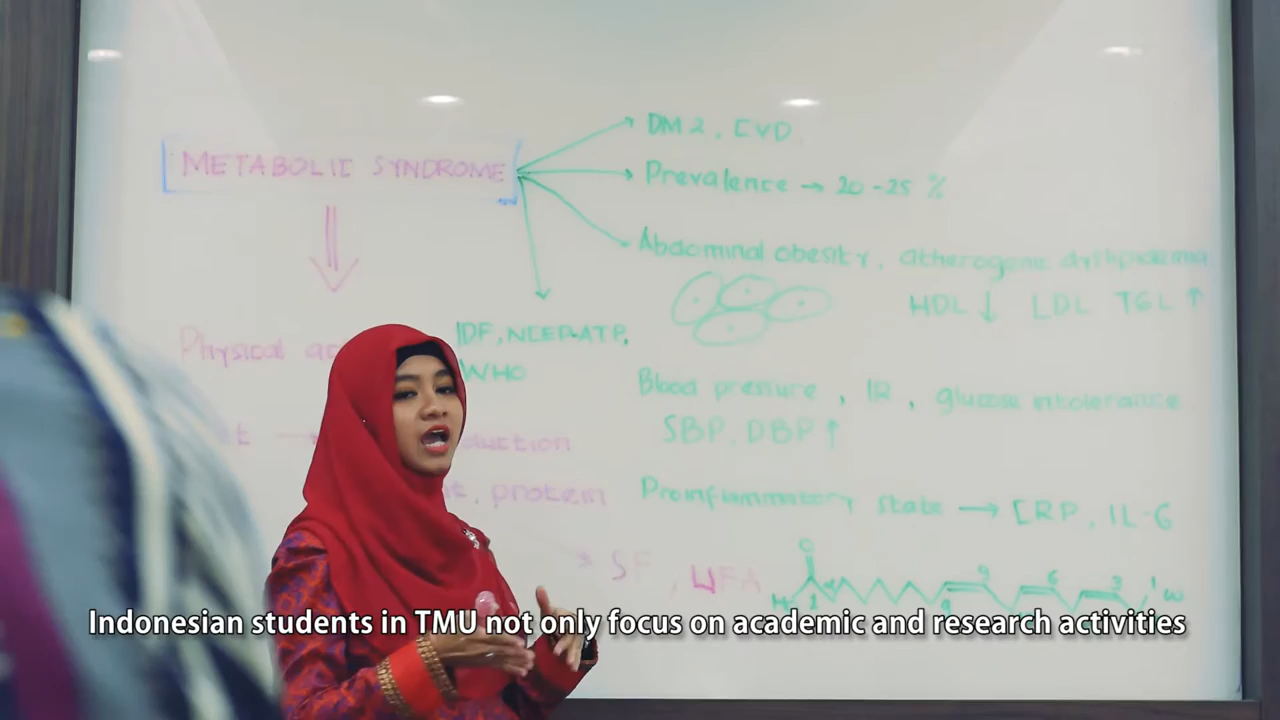 METABOLIC SYNDROME
DM 2, CVD
Prevalence → 20-25 %
Abdominal obesity, atherogenic dyslipidemia
HDL ↓ LDL TGL ↑
IDF, NCEP-ATP,
WHO
Physical
Blood pressure, IR, glucose intolerance
SBP, DBP ↑
protein
Proinflammatory state → CRP, IL-6
SF, UFA
Indonesian students in TMU not only focus on academic and research activities